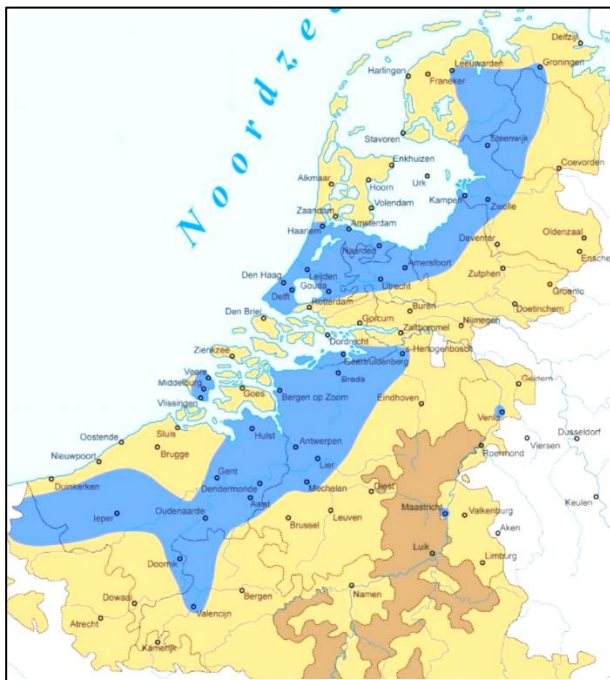 Noordzee
Delfzijl
Groningen
Leeuwarden
Harlingen
Franeker
Stavoren
Steenwijk
Coevorden
Enkhuizen
Urk
Alkmaar
Hoorn
Volendam
Kampen
Zwolle
Zaandam
Amsterdam
Haarlem
Naarden
Deventer
Oldenzaal
Ensche
Amersfoort
Den Haag
Leijden
Zutphen
Gouda
Utrecht
Delft
Groenlo
Rotterdam
Buren
Doetinchem
Den Briel
Gorcum
Nijmegen
Zaltbommel
Dordrecht
Zienkzee
Geertruidenberg
s-Hertogenbosch
Veere
Breda
Middelburg
Goes
Bergen op Zoom
Geldern
Vlissingen
Eindhoven
Venlo
Sluis
Hulst
Oostende
Brugge
Antwerpen
Roermond
Viersen
Dusseldorf
Nieuwpoort
Lier
Duinkerken
Gent
Dendermonde
Mechelen
Diest
Keulen
Aalst
Ieper
Oudenaarde
Brussel
Leuven
Maastricht
Valkenburg
Aken
Luik
Doornik
Limburg
Bergen
Namen
Dowaai
Valencijn
Atrecht
Kamerijk